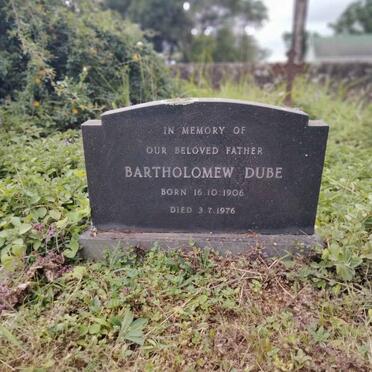 IN MEMORY OF
OUR BELOVED FATHER
BARTHOLOMEW DUBE
BORN 16.10.1906
DIED 3.7.1976